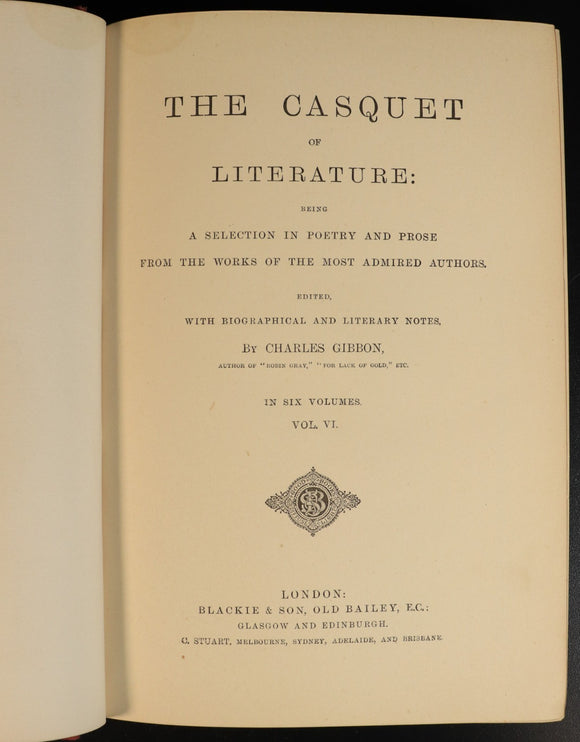 THE CASQUET
OF
LITERATURE:
BEING
A SELECTION IN POETRY AND PROSE
FROM THE WORKS OF THE MOST ADMIRED AUTHORS.
EDITED,
WITH BIOGRAPHICAL AND LITERARY NOTES,
By CHARLES GIBBON,
AUTHOR OF "ROBIN GRAY," "FOR LACK OF GOLD," ETC.
IN SIX VOLUMES.
VOL. VI.
LONDON:
BLACKIE & SON, OLD BAILEY, E.C.;
GLASGOW AND EDINBURGH.
C. STUART, MELBOURNE, SYDNEY, ADELAIDE, AND BRISBANE.